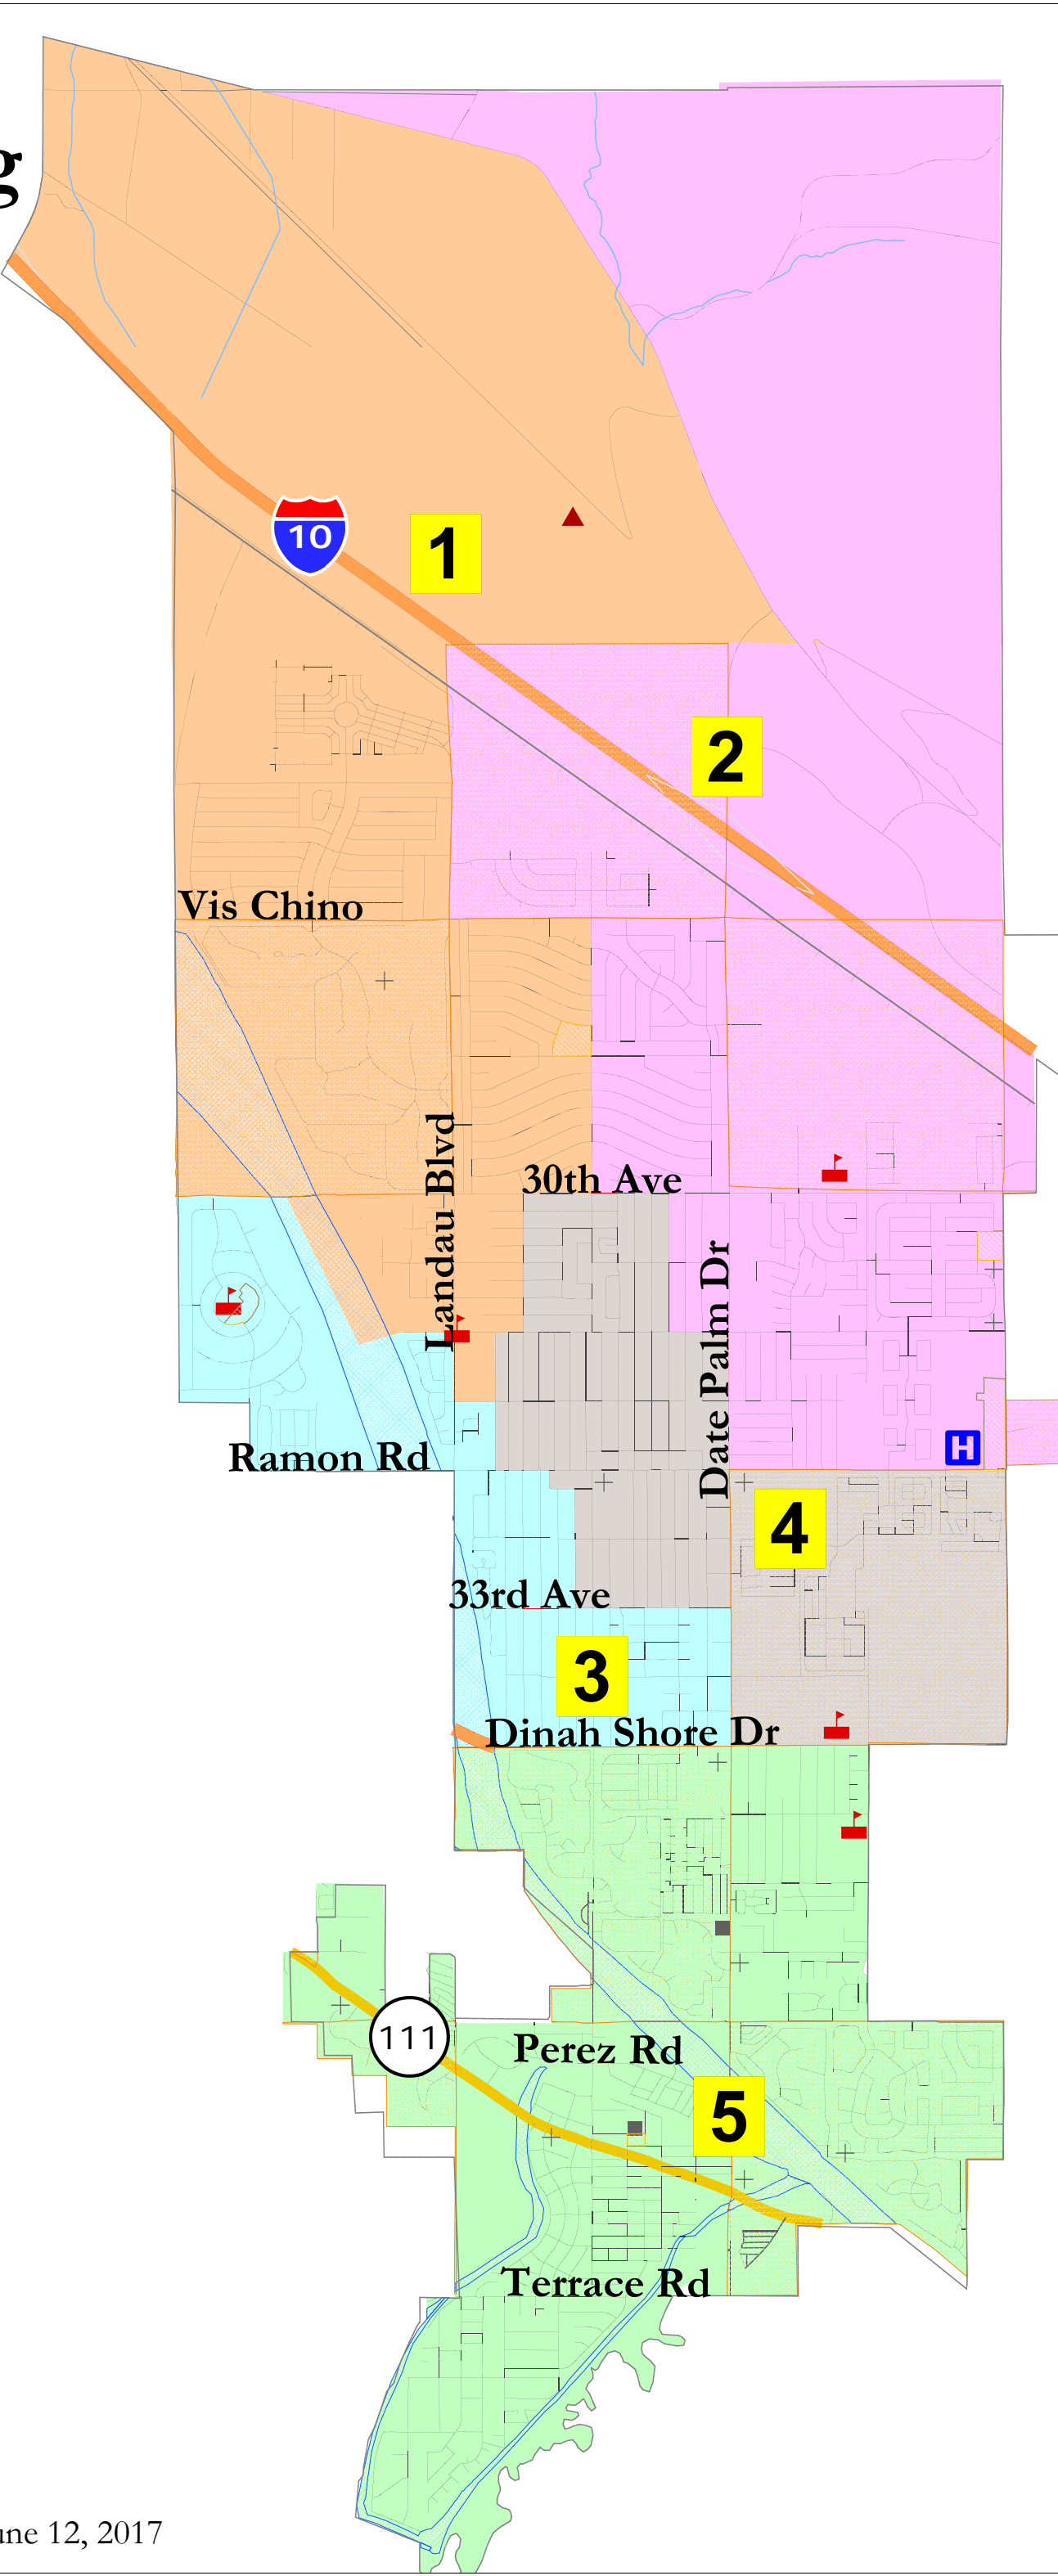 g
10
1
2
Vis Chino
Landau Blvd
30th Ave
Date Palm Dr
Ramon Rd
H
4
33rd Ave
3
Dinah Shore Dr
111
Perez Rd
5
Terrace Rd
une 12, 2017